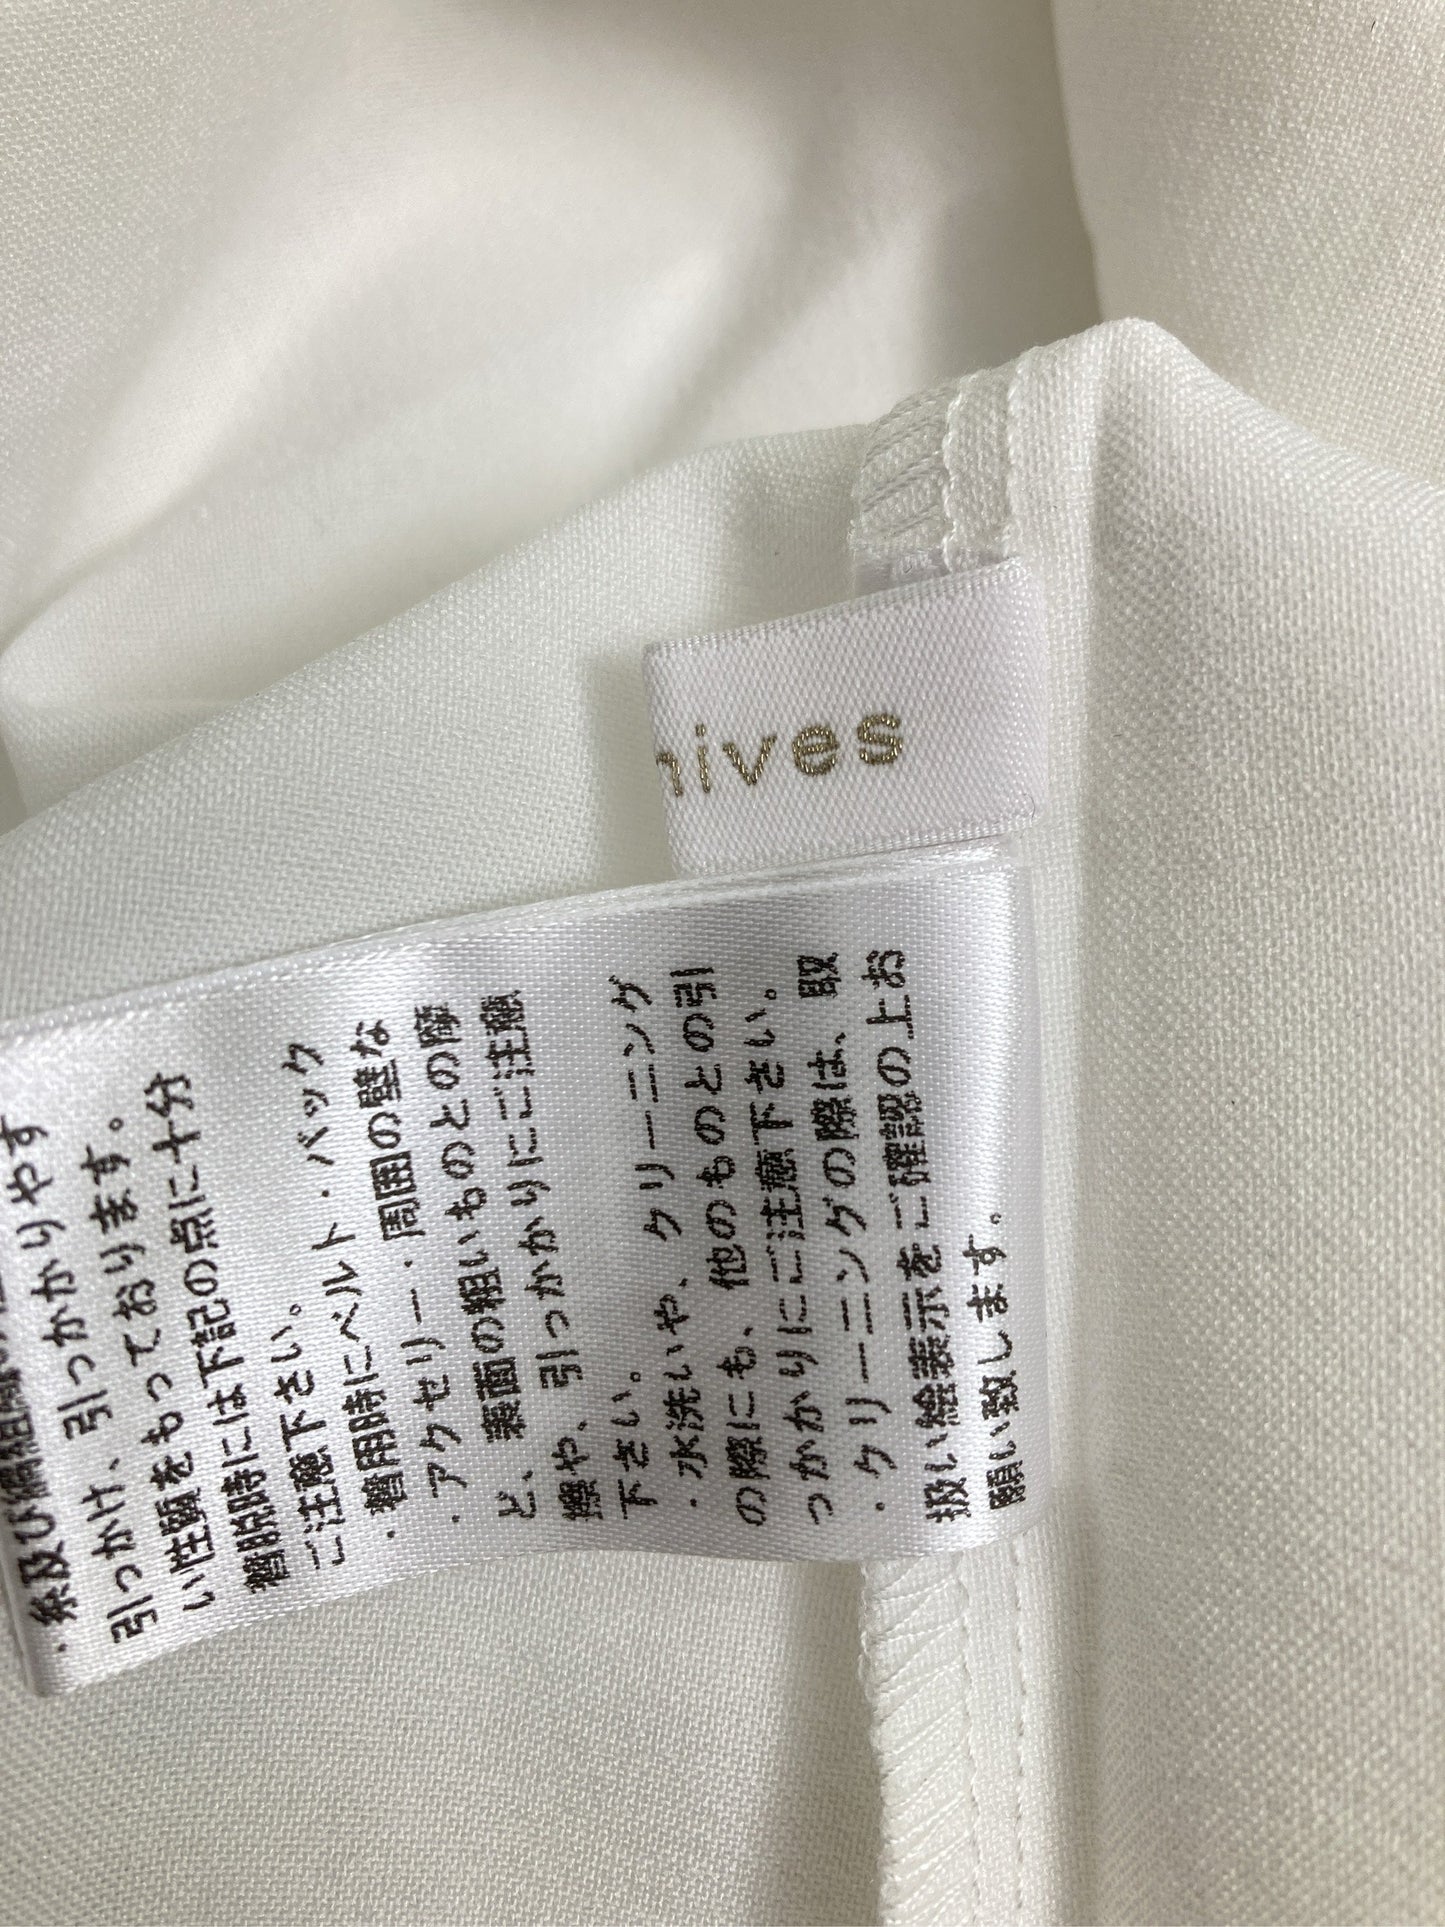 ives
・糸及び編組織
引っかけ、引っかかりやす
い性質をもっております。
着脱時には下記の点に十分
ご注意下さい。
・着用時にベルト・バック
・アクセリー・周囲の壁な
ど、表面の粗いものとの摩
擦や、引っかかりにご注意
下さい。
・水洗いや、クリーニング
の際にも、他のものとの引
っかかりにご注意下さい。
・クリーニングの際は、取
扱い絵表示をご確認の上お
願い致します。